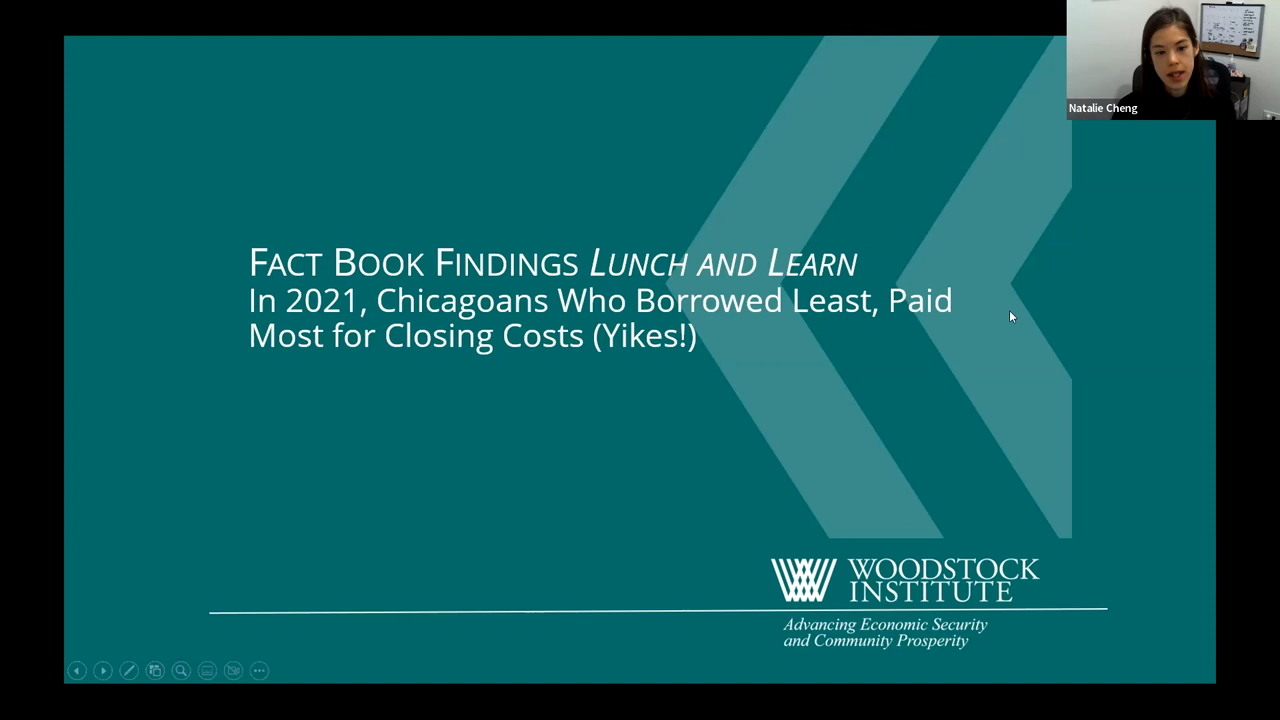 Natalie Cheng
FACT BOOK FINDINGS LUNCH AND LEARN
In 2021, Chicagoans Who Borrowed Least, Paid
Most for Closing Costs (Yikes!)
WOODSTOCK
INSTITUTE
Advancing Economic Security
and Community Prosperity